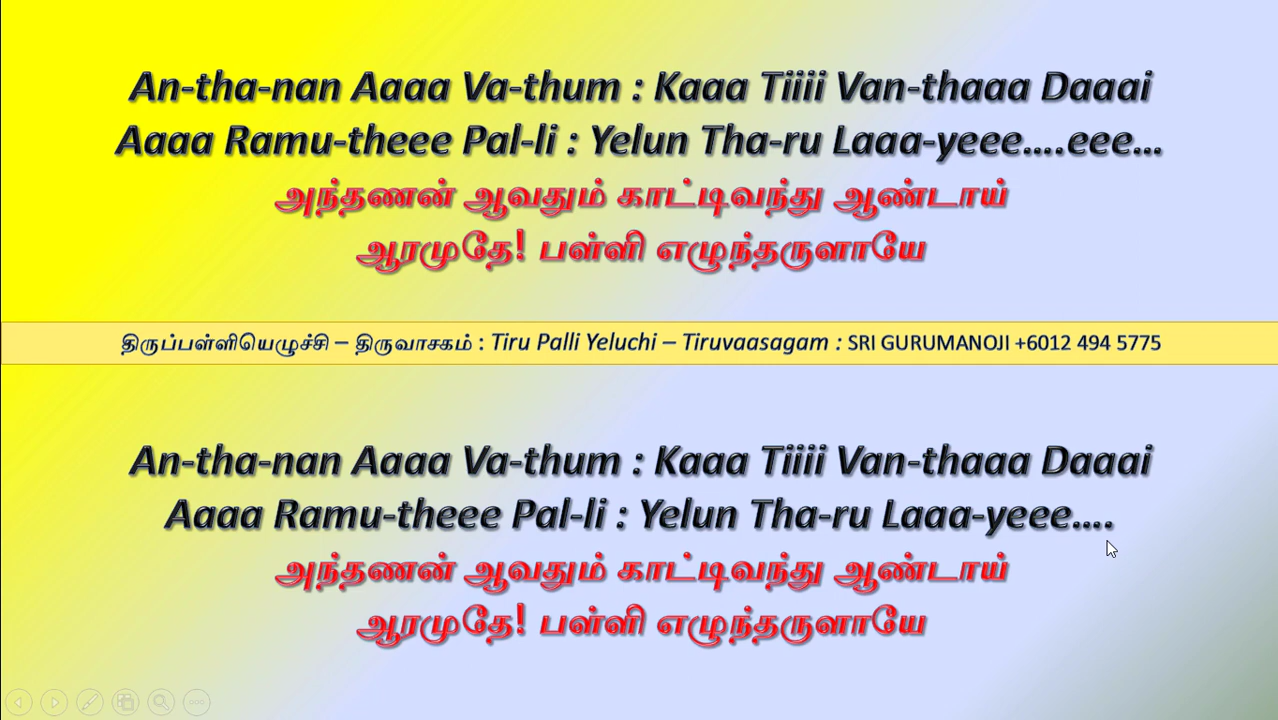 An-tha-nan Aaaa Va-thum : Kaaa Tiiii Van-thaaa Daaai
Aaaa Ramu-theee Pal-li : Yelun Tha-ru Laaa-yeee....eee...
அந்தணன் ஆவதும் காட்டிவந்து ஆண்டாய்
ஆரமுதே! பள்ளி எழுந்தருளாயே
திருப்பள்ளியெழுச்சி – திருவாசகம் : Tiru Palli Yeluchi – Tiruvaasagam : SRI GURUMANOJI +6012 494 5775
An-tha-nan Aaaa Va-thum : Kaaa Tiiii Van-thaaa Daaai
Aaaa Ramu-theee Pal-li : Yelun Tha-ru Laaa-yeee....
அந்தணன் ஆவதும் காட்டிவந்து ஆண்டாய்
ஆரமுதே! பள்ளி எழுந்தருளாயே